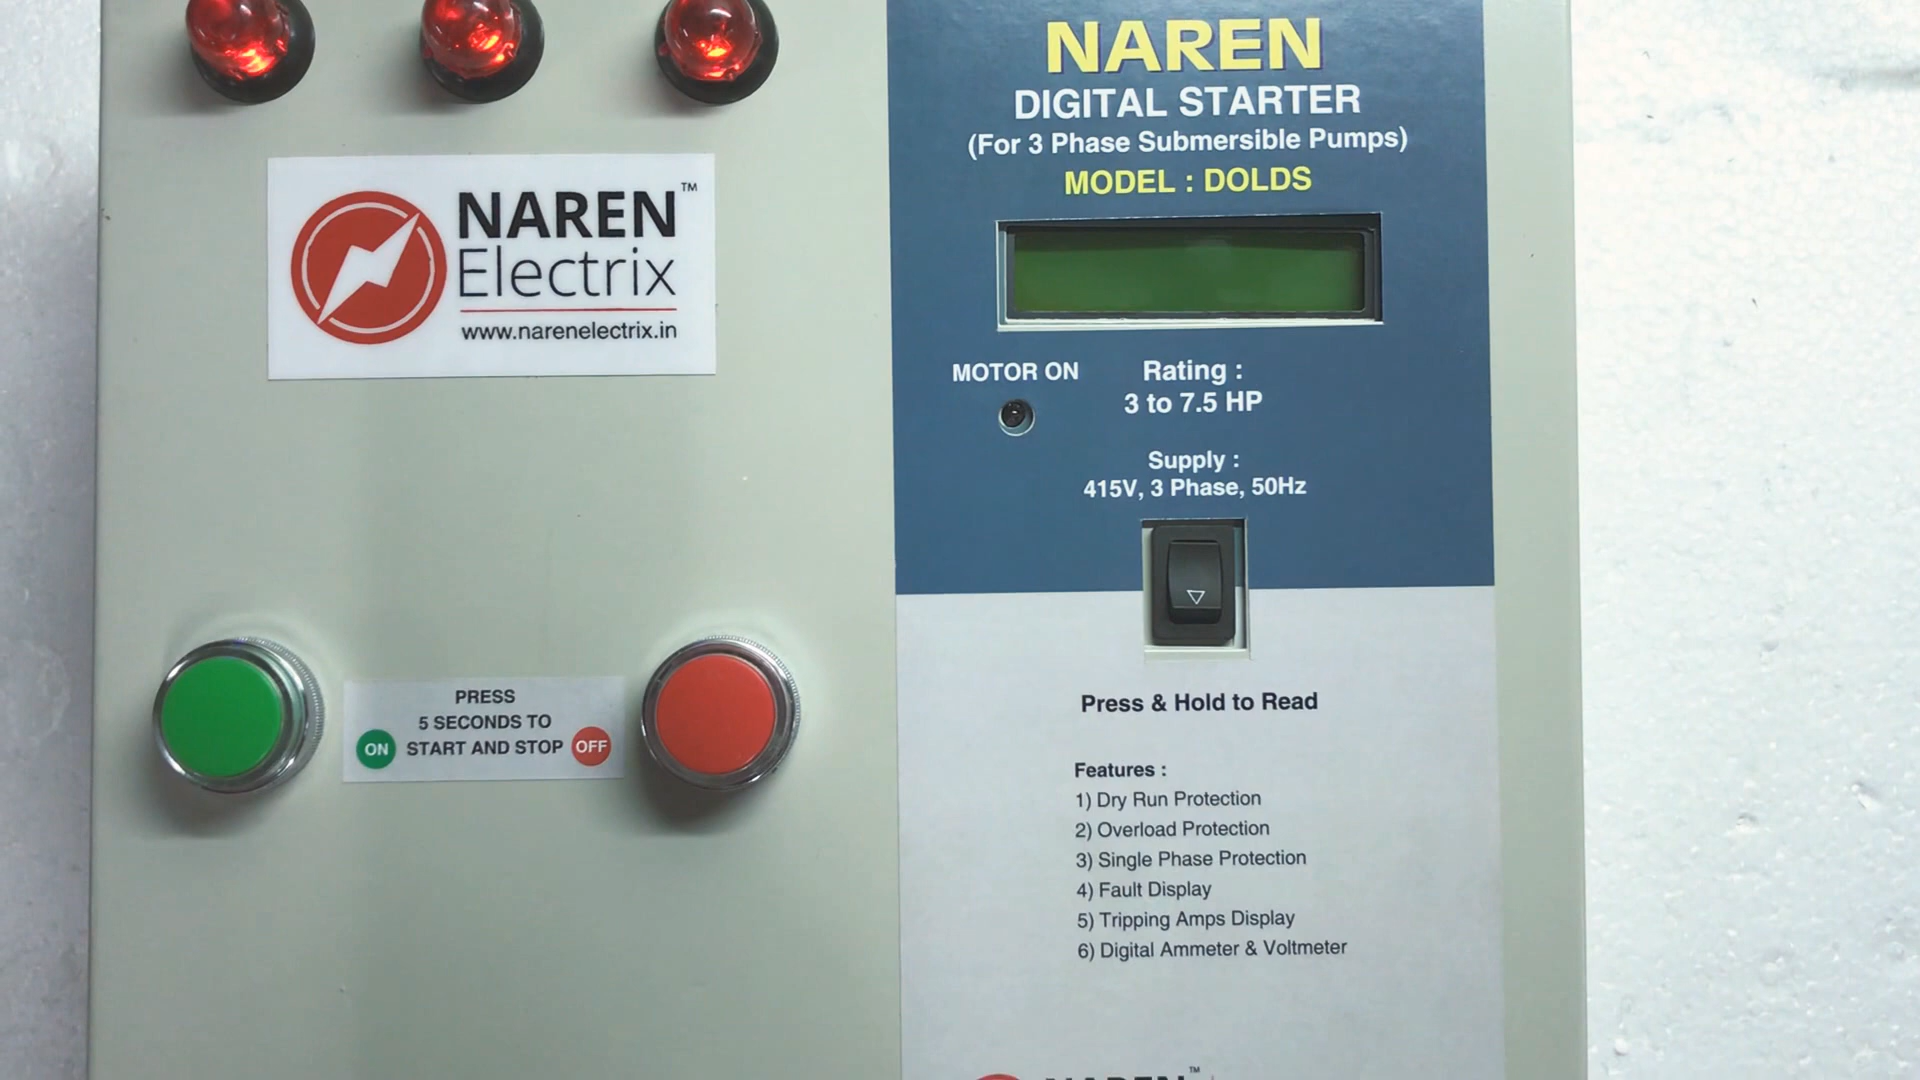 NAREN™
Electrix
www.narenelectrix.in
PRESS
5 SECONDS TO
ON START AND STOP OFF
NAREN
DIGITAL STARTER
(For 3 Phase Submersible Pumps)
MODEL : DOLDS
MOTOR ON
Rating :
3 to 7.5 HP
Supply :
415V, 3 Phase, 50Hz
Press & Hold to Read
Features :
1) Dry Run Protection
2) Overload Protection
3) Single Phase Protection
4) Fault Display
5) Tripping Amps Display
6) Digital Ammeter & Voltmeter
NAREN™